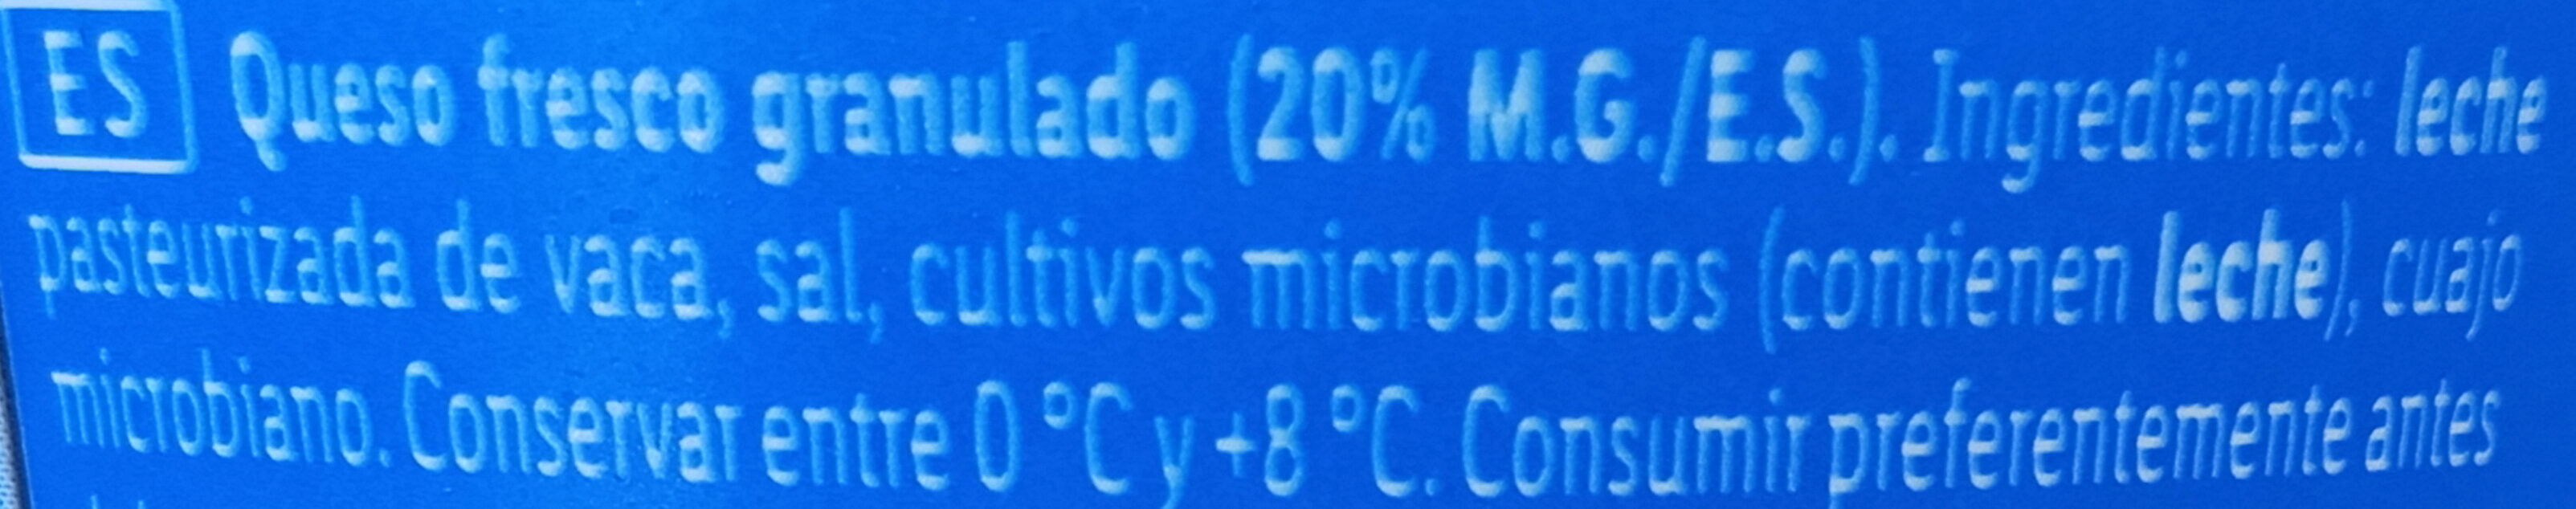 ES Queso fresco granulado (20% M.G./E.S.). Ingredientes: leche
pasteurizada de vaca, sal, cultivos microbianos (contienen leche), cuajo
microbiano. Conservar entre 0 °C y +8 °C. Consumir preferentemente antes